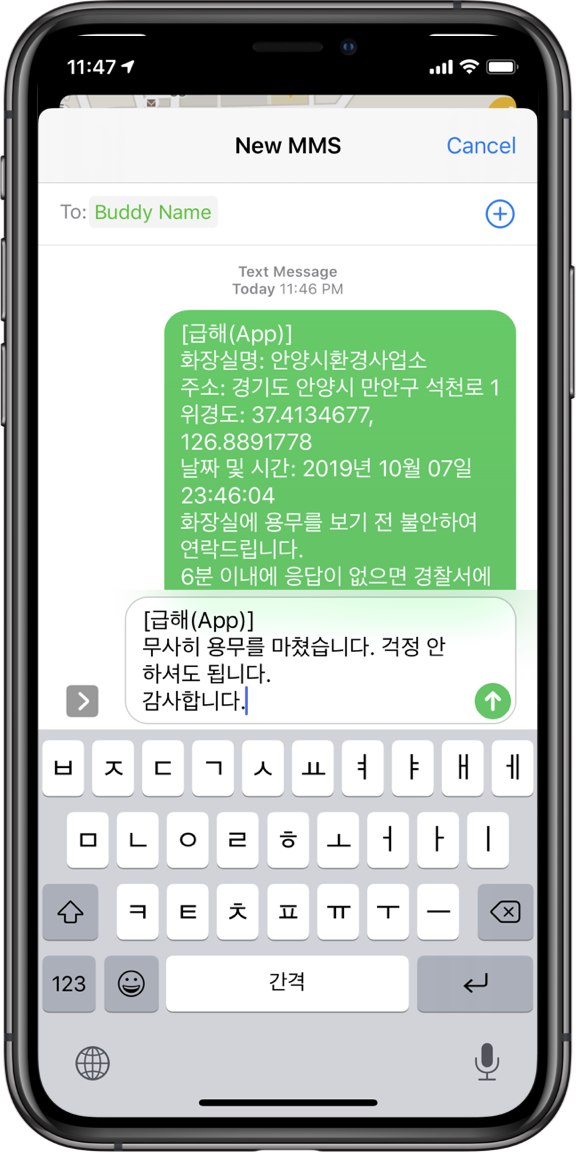 11:47
New MMS
Cancel
To: Buddy Name
Text Message
Today 11:46 PM
[급해(App)]
화장실명: 안양시환경사업소
주소: 경기도 안양시 만안구 석천로 1
위경도: 37.4134677,
126.8891778
날짜 및 시간: 2019년 10월 07일
23:46:04
화장실에 용무를 보기 전 불안하여
연락드립니다.
6분 이내에 응답이 없으면 경찰서에
[급해(App)]
무사히 용무를 마쳤습니다. 걱정 안
하셔도 됩니다.
감사합니다.
ㅂ ㅈ ㄷ ㄱ ㅅ ㅛ ㅕ ㅑ ㅐ ㅔ
ㅁ ㄴ ㅇ ㄹ ㅎ ㅗ ㅓ ㅏ ㅣ
ㅋ ㅌ ㅊ ㅍ ㅠ ㅜ ㅡ
123 간격